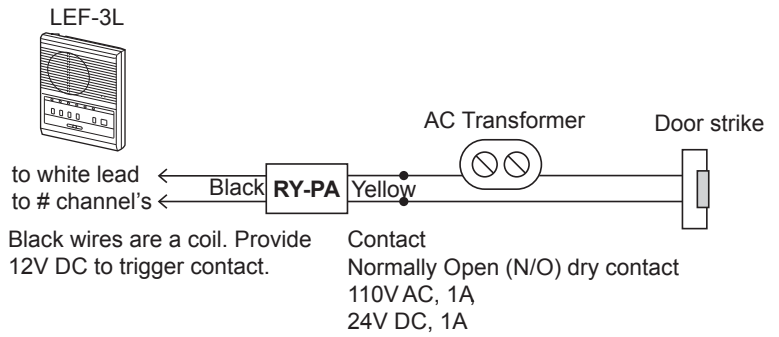 LEF-3L
AC Transformer
Door strike
to white lead
to # channel's
Black
RY-PA
Yellow
Black wires are a coil. Provide
12V DC to trigger contact.
Contact
Normally Open (N/O) dry contact
110V AC, 1A,
24V DC, 1A